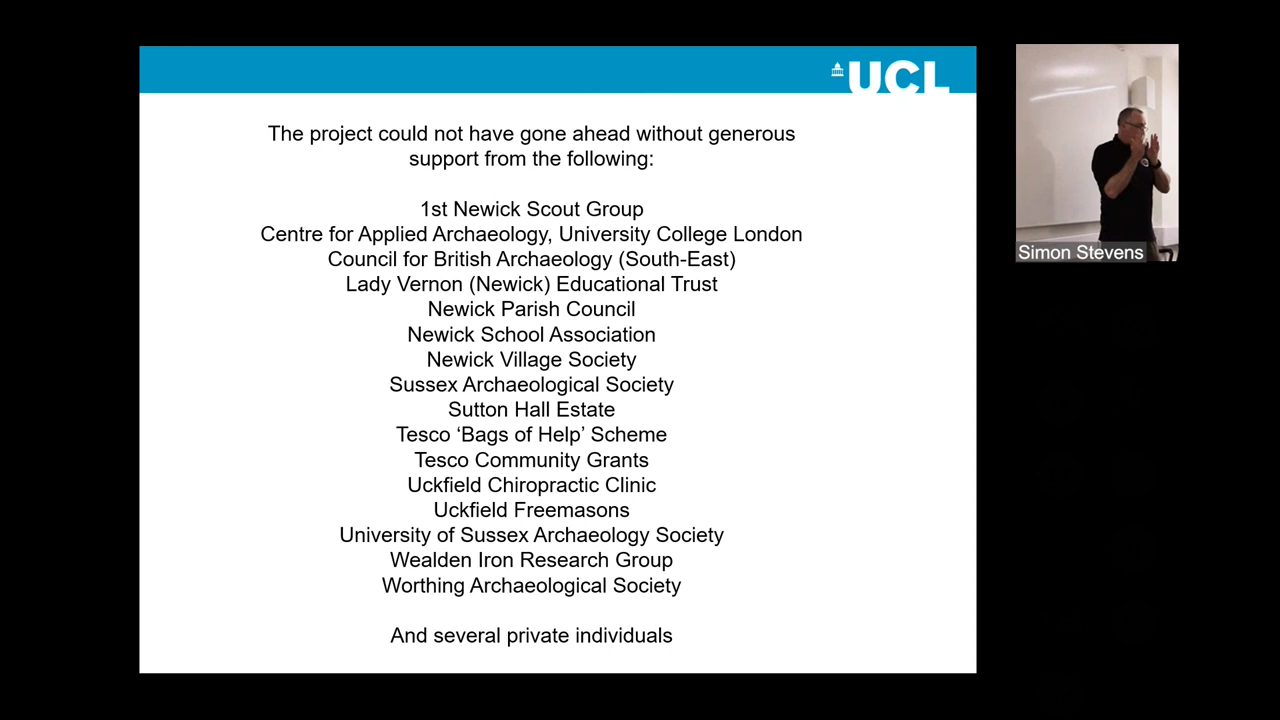 UCL
The project could not have gone ahead without generous
support from the following:
1st Newick Scout Group
Centre for Applied Archaeology, University College London
Council for British Archaeology (South-East)
Lady Vernon (Newick) Educational Trust
Newick Parish Council
Newick School Association
Newick Village Society
Sussex Archaeological Society
Sutton Hall Estate
Tesco ‘Bags of Help’ Scheme
Tesco Community Grants
Uckfield Chiropractic Clinic
Uckfield Freemasons
University of Sussex Archaeology Society
Wealden Iron Research Group
Worthing Archaeological Society
And several private individuals
Simon Stevens